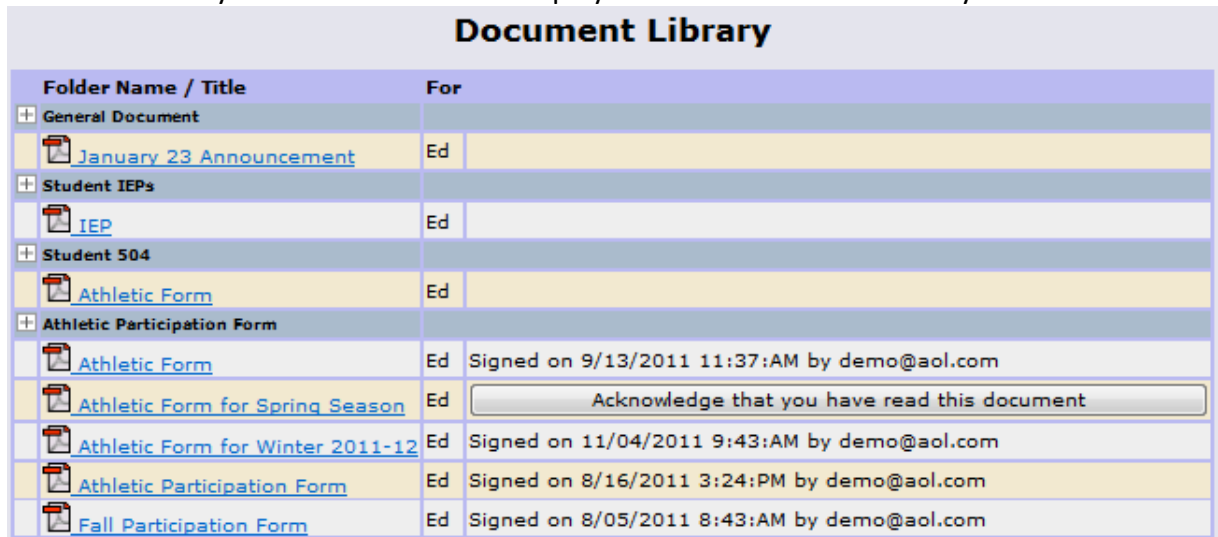 Document Library
Folder Name / Title For
General Document
January 23 Announcement Ed
Student IEPs
IEP Ed
Student 504
Athletic Form Ed
Athletic Participation Form
Athletic Form Ed Signed on 9/13/2011 11:37:AM by demo@aol.com
Athletic Form for Spring Season Ed Acknowledge that you have read this document
Athletic Form for Winter 2011-12 Ed Signed on 11/04/2011 9:43:AM by demo@aol.com
Athletic Participation Form Ed Signed on 8/16/2011 3:24:PM by demo@aol.com
Fall Participation Form Ed Signed on 8/05/2011 8:43:AM by demo@aol.com